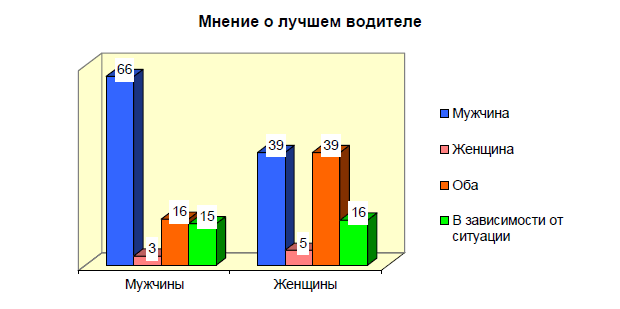 Мнение о лучшем водителе
66
3
16
15
39
5
39
16
Мужчины
Женщины
Мужчина
Женщина
Оба
В зависимости от
ситуации